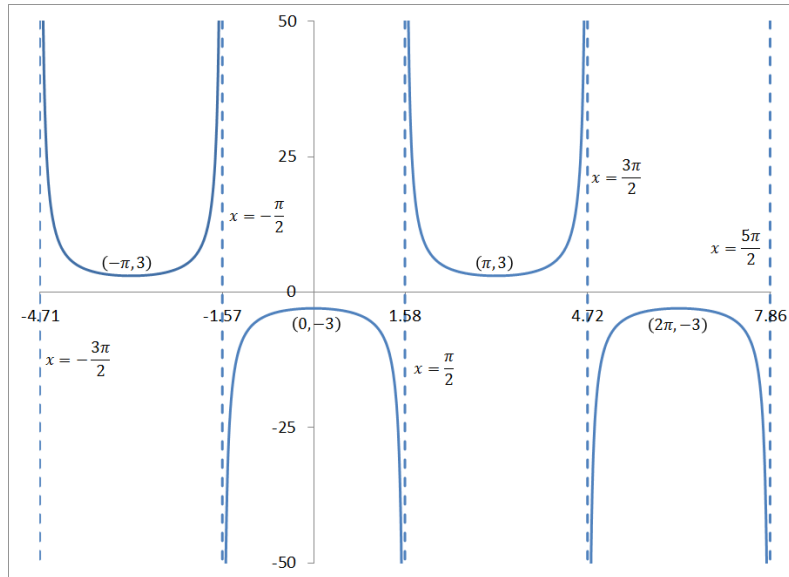 50
25
x = −π/2
x = 3π/2
(−π, 3)
(π, 3)
x = 5π/2
0
-4.71
-1.57
1.58
4.72
7.86
(0, −3)
(2π, −3)
x = −3π/2
x = π/2
-25
-50